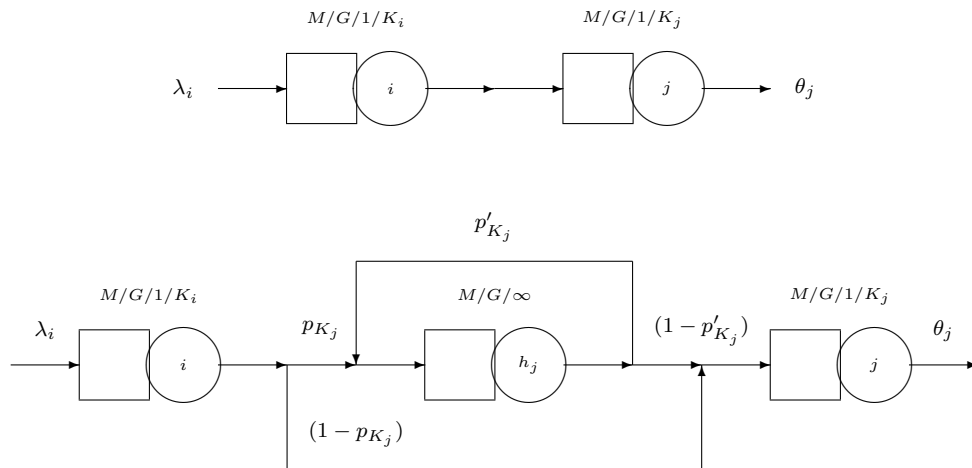 M/G/1/K_i
M/G/1/K_j
λ_i
i
j
θ_j
p'_{K_j}
M/G/1/K_i
M/G/∞
M/G/1/K_j
λ_i
p_{K_j}
(1 − p'_{K_j})
θ_j
i
h_j
j
(1 − p_{K_j})